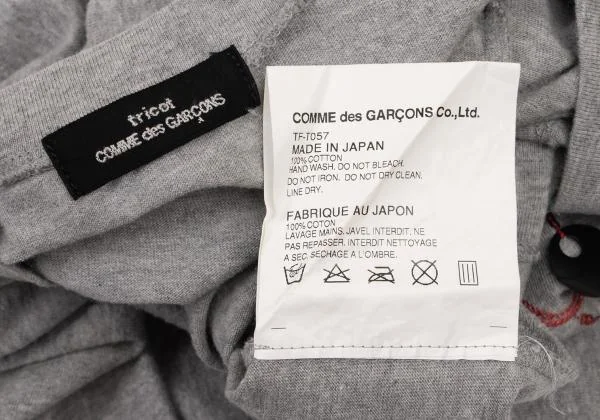 tricot
COMME des GARÇONS
COMME des GARÇONS Co.,Ltd.
TF-T057
MADE IN JAPAN
100% COTTON
HAND WASH. DO NOT BLEACH.
DO NOT IRON. DO NOT DRY CLEAN.
LINE DRY.
FABRIQUE AU JAPON
100% COTTON
LAVAGE MAINS. JAVEL INTERDIT. NE
PAS REPASSER. INTERDIT NETTOYAGE
A SEC. SECHAGE A L'OMBRE.